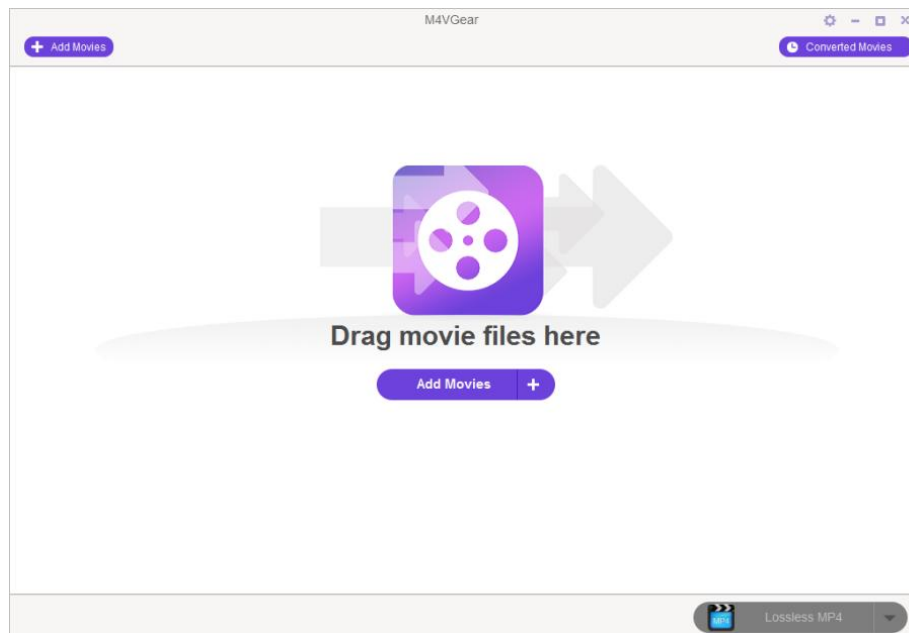 M4VGear
Add Movies
Converted Movies
Drag movie files here
Add Movies
MP4
Lossless MP4